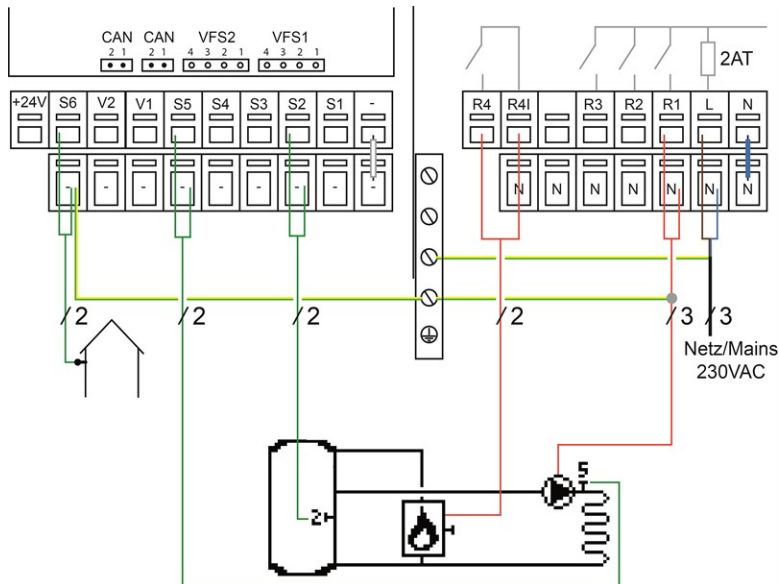 CAN CAN VFS2 VFS1
2 1 2 1 4 3 2 1 4 3 2 1
2AT
+24V S6 V2 V1 S5 S4 S3 S2 S1 - R4 R4I R3 R2 R1 L N
- - - - - - - - - N N N N N N N
/2 /2 /2 /2 /3 /3
Netz/Mains
230VAC
5
2